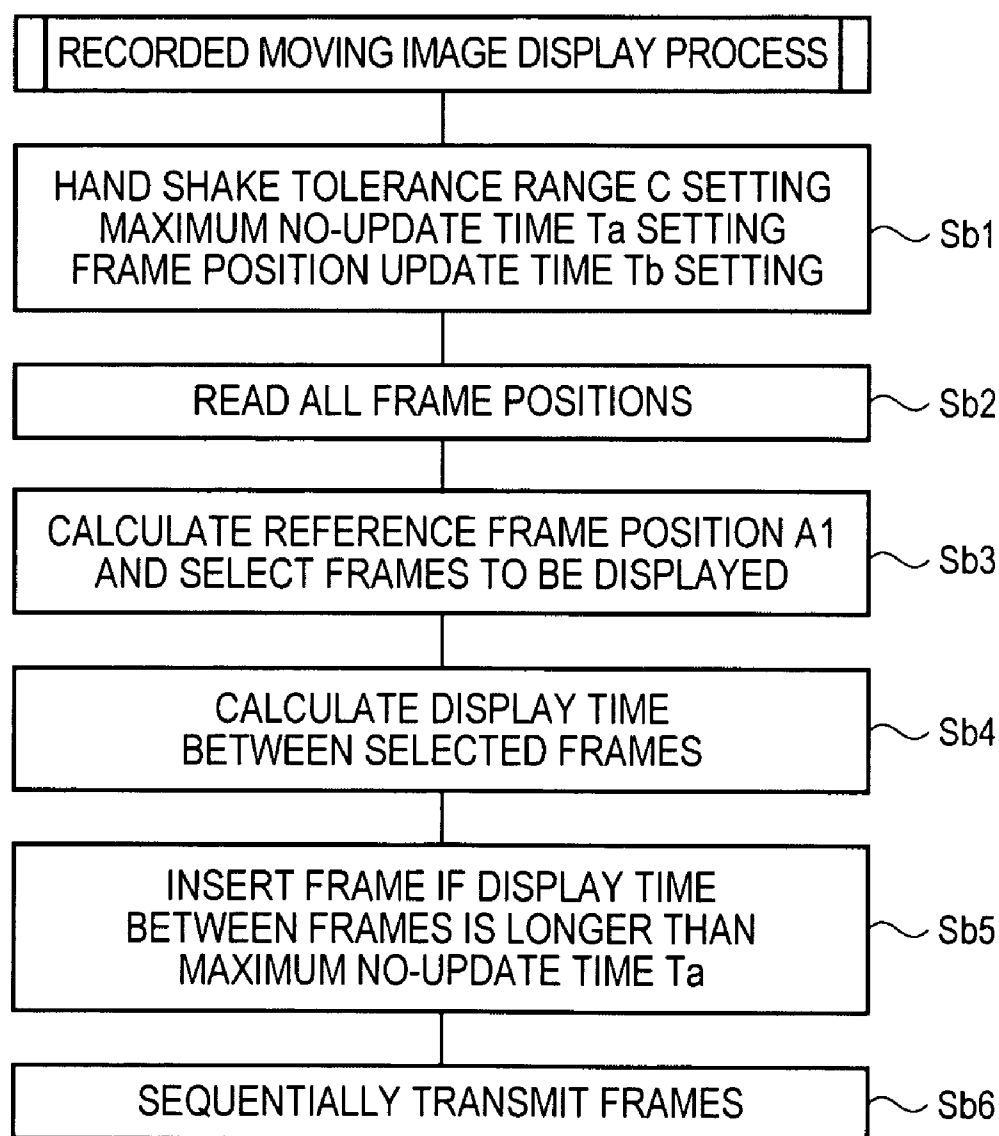 RECORDED MOVING IMAGE DISPLAY PROCESS
HAND SHAKE TOLERANCE RANGE C SETTING
MAXIMUM NO-UPDATE TIME Ta SETTING
FRAME POSITION UPDATE TIME Tb SETTING
Sb1
READ ALL FRAME POSITIONS
Sb2
CALCULATE REFERENCE FRAME POSITION A1
AND SELECT FRAMES TO BE DISPLAYED
Sb3
CALCULATE DISPLAY TIME
BETWEEN SELECTED FRAMES
Sb4
INSERT FRAME IF DISPLAY TIME
BETWEEN FRAMES IS LONGER THAN
MAXIMUM NO-UPDATE TIME Ta
Sb5
SEQUENTIALLY TRANSMIT FRAMES
Sb6